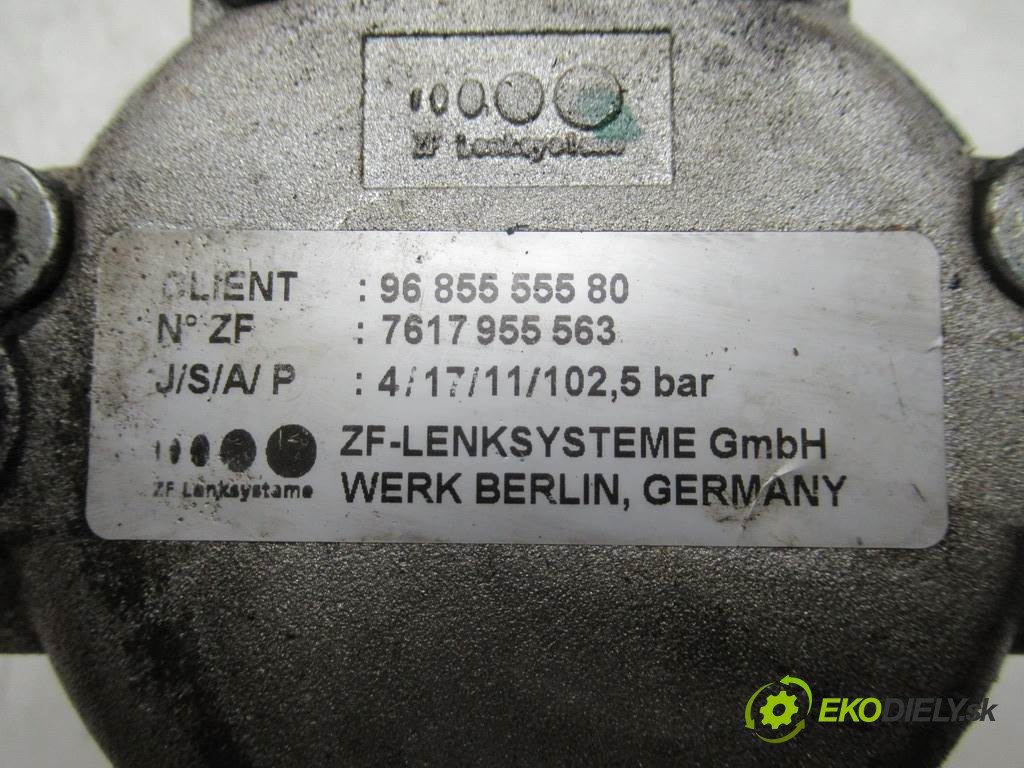 ZF Lenksysteme
CLIENT : 96 855 555 80
N° ZF : 7617 955 563
J/S/A/ P : 4/17/11/102,5 bar
ZF-LENKSYSTEME GmbH
ZF Lenksysteme
WERK BERLIN, GERMANY
EKODIELY.sk